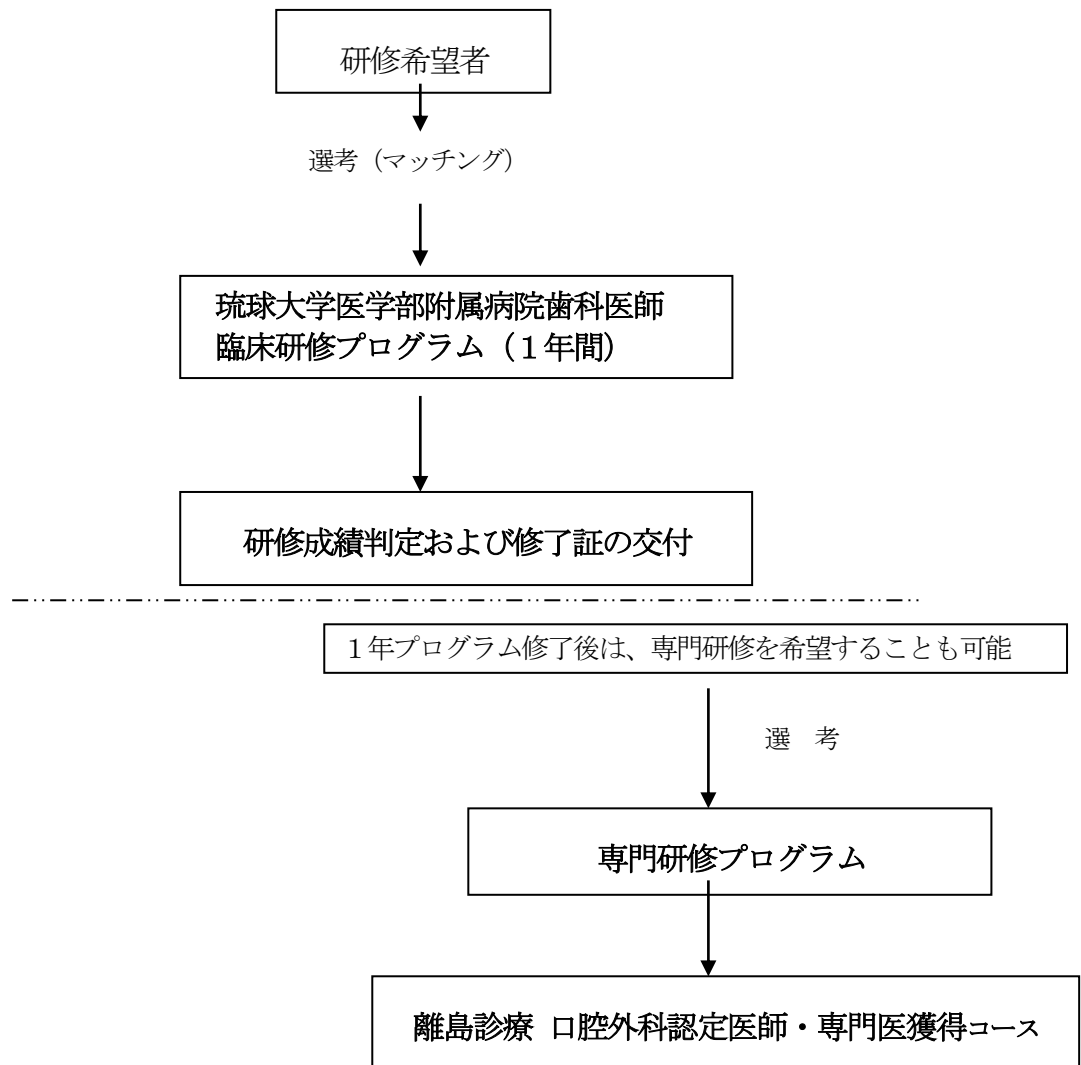 研修希望者
選考（マッチング）
琉球大学医学部附属病院歯科医師
臨床研修プログラム（１年間）
研修成績判定および修了証の交付
１年プログラム修了後は、専門研修を希望することも可能
選　考
専門研修プログラム
離島診療 口腔外科認定医師・専門医獲得コース